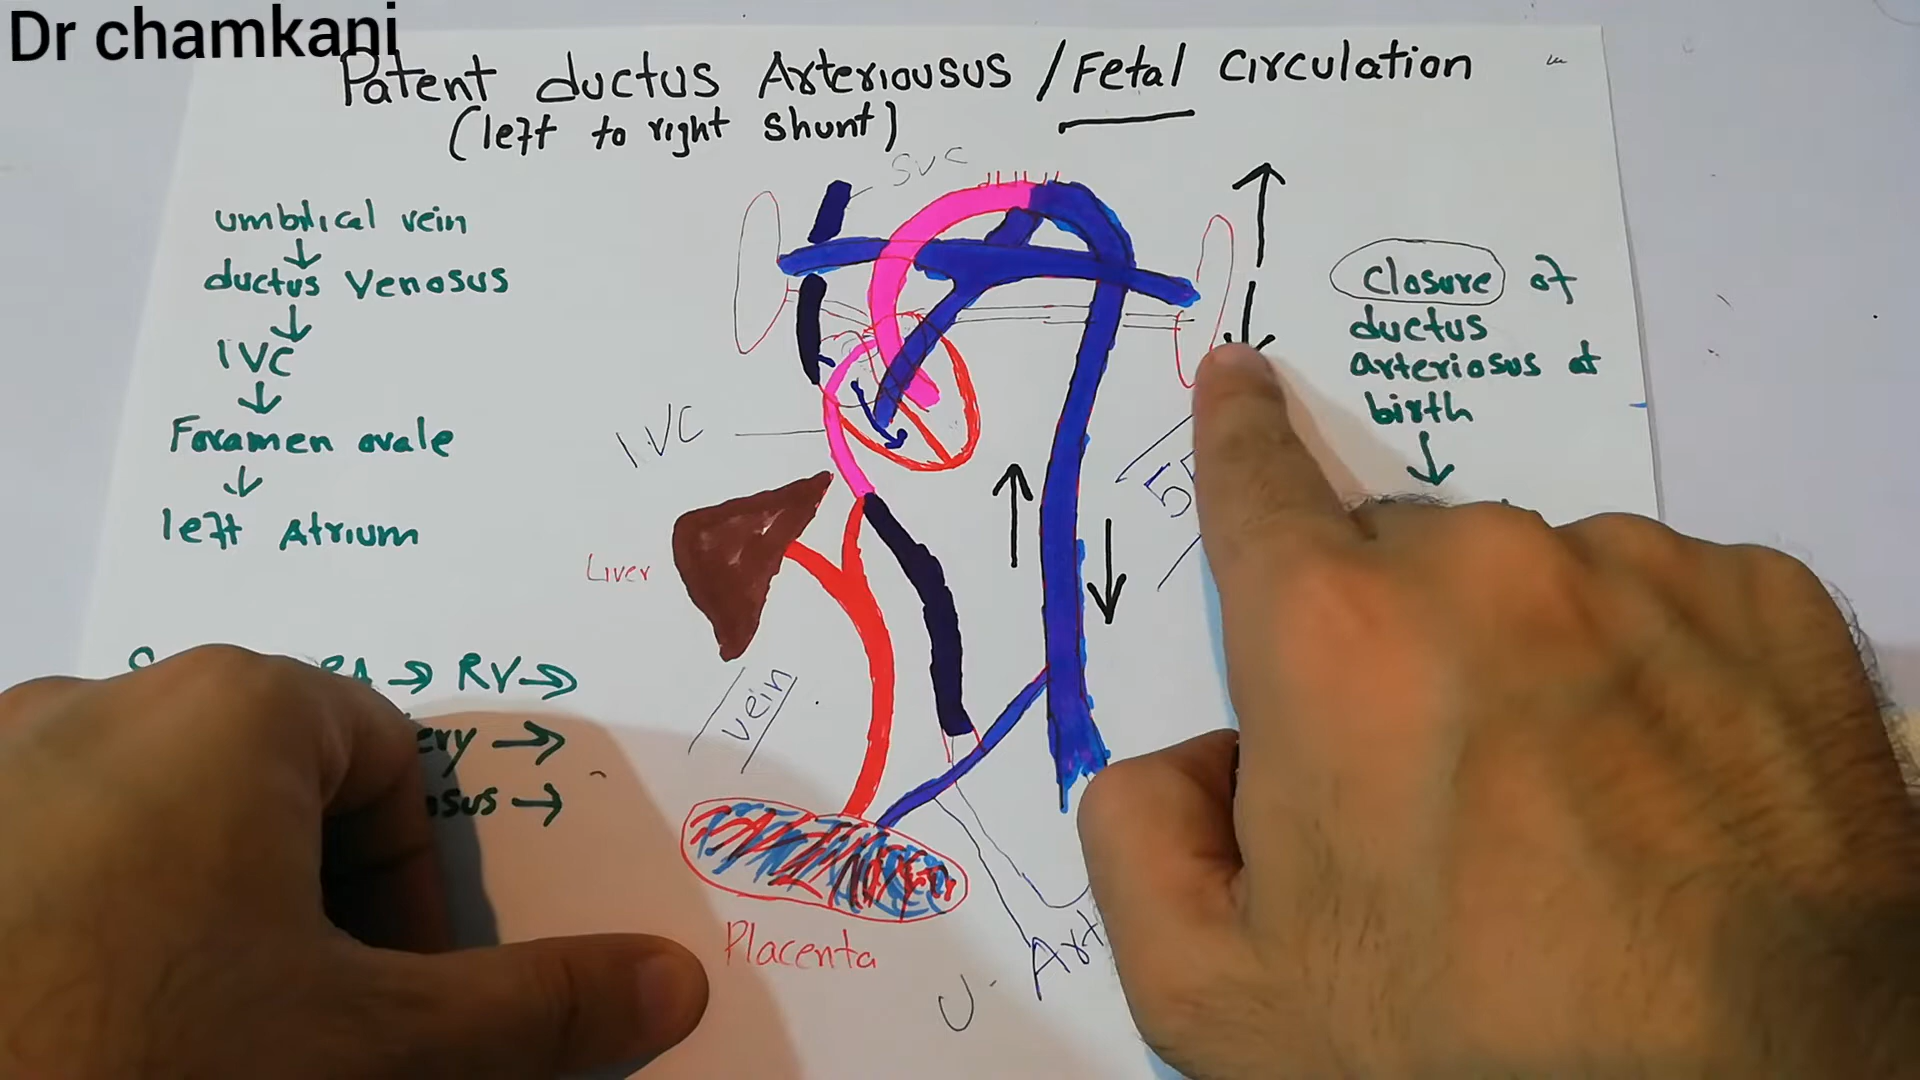 Dr chamkani
Patent ductus Arteriousus / Fetal Circulation
(left to right shunt)
SVC
umbilical vein
↓
ductus Venosus
↓
IVC
↓
Foramen ovale
↓
left Atrium
closure of
ductus
arteriosus at
birth
↓
IVC
Liver
vein
→ RV →
→
→
Placenta
U.